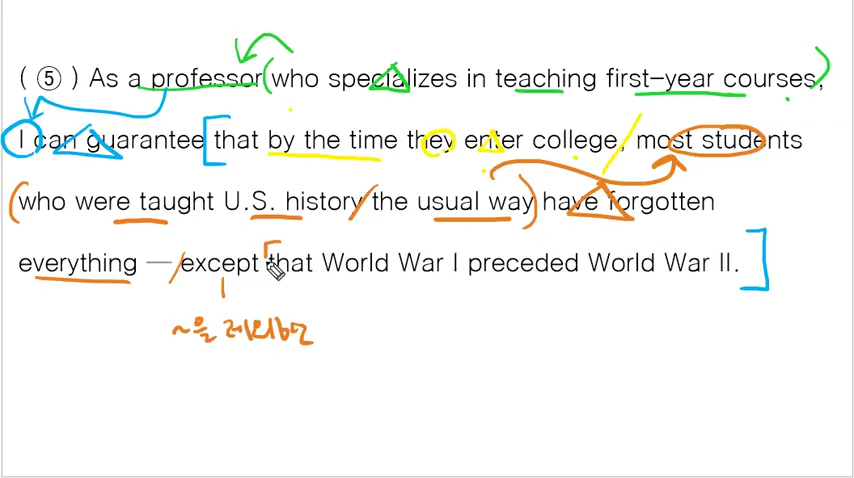 ( ⑤ ) As a professor who specializes in teaching first-year courses,
I can guarantee that by the time they enter college, most students
who were taught U.S. history the usual way have forgotten
everything — except that World War I preceded World War II.
~을 제외하면